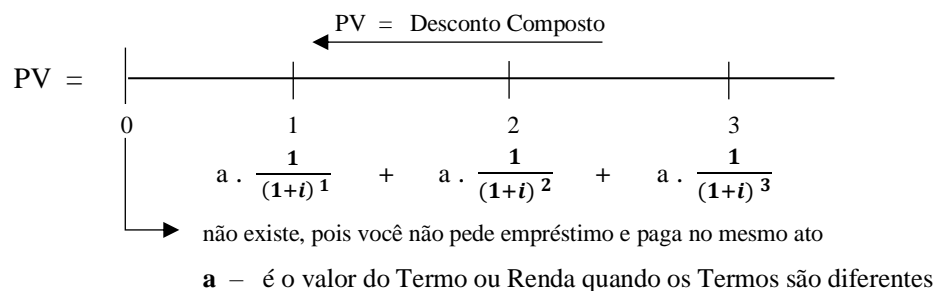 PV = Desconto Composto
PV =
0 1 2 3
a . 1/(1+i)^1 + a . 1/(1+i)^2 + a . 1/(1+i)^3
não existe, pois você não pede empréstimo e paga no mesmo ato
a – é o valor do Termo ou Renda quando os Termos são diferentes